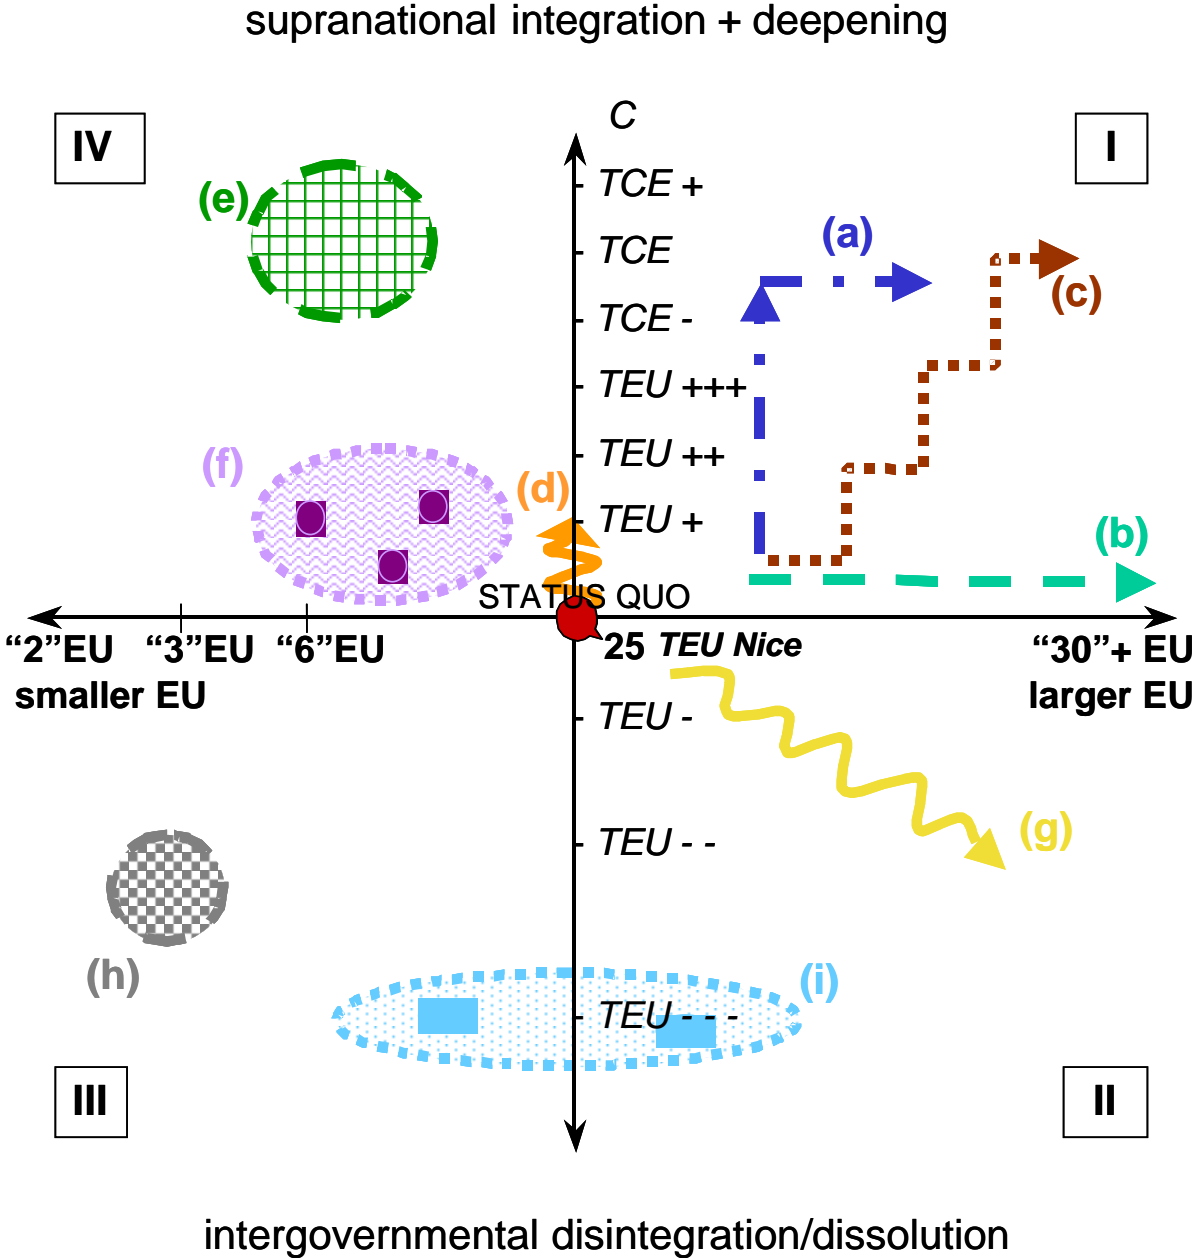 supranational integration + deepening
C
IV
I
TCE +
(e)
(a)
TCE
(c)
TCE -
TEU +++
TEU ++
(f)
(d)
TEU +
(b)
STATUS QUO
“2”EU “3”EU “6”EU 25 TEU Nice “30”+ EU
smaller EU larger EU
TEU -
(g)
TEU - -
(h)
(i)
TEU - - -
III
II
intergovernmental disintegration/dissolution